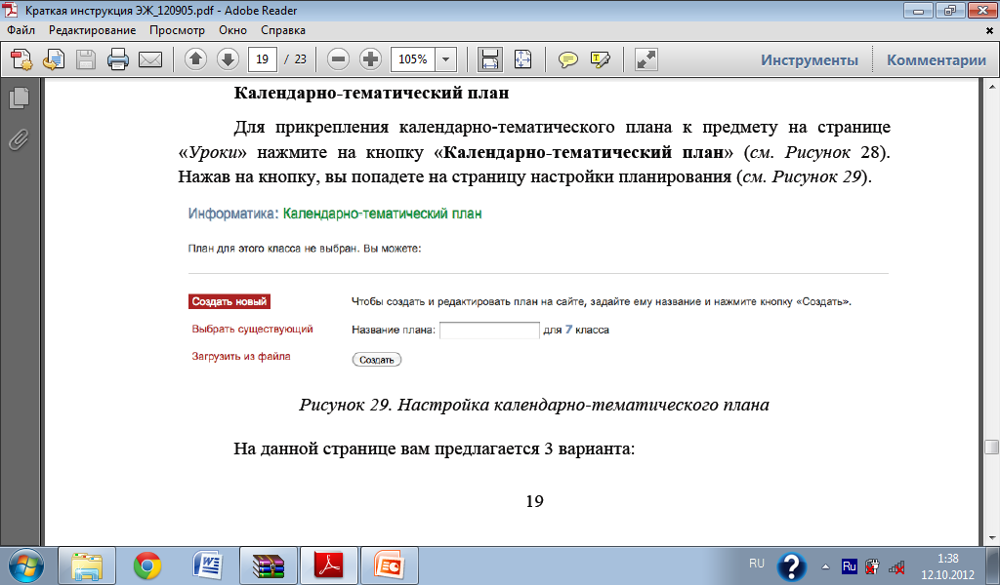 Краткая инструкция ЭЖ_120905.pdf - Adobe Reader
Файл Редактирование Просмотр Окно Справка
19 / 23 105% Инструменты Комментарии
Календарно-тематический план
Для прикрепления календарно-тематического плана к предмету на странице
«Уроки» нажмите на кнопку «Календарно-тематический план» (см. Рисунок 28).
Нажав на кнопку, вы попадете на страницу настройки планирования (см. Рисунок 29).
Информатика: Календарно-тематический план
План для этого класса не выбран. Вы можете:
Создать новый Чтобы создать и редактировать план на сайте, задайте ему название и нажмите кнопку «Создать».
Выбрать существующий Название плана: для 7 класса
Загрузить из файла Создать
Рисунок 29. Настройка календарно-тематического плана
На данной странице вам предлагается 3 варианта:
19
RU Ru 1:38
12.10.2012